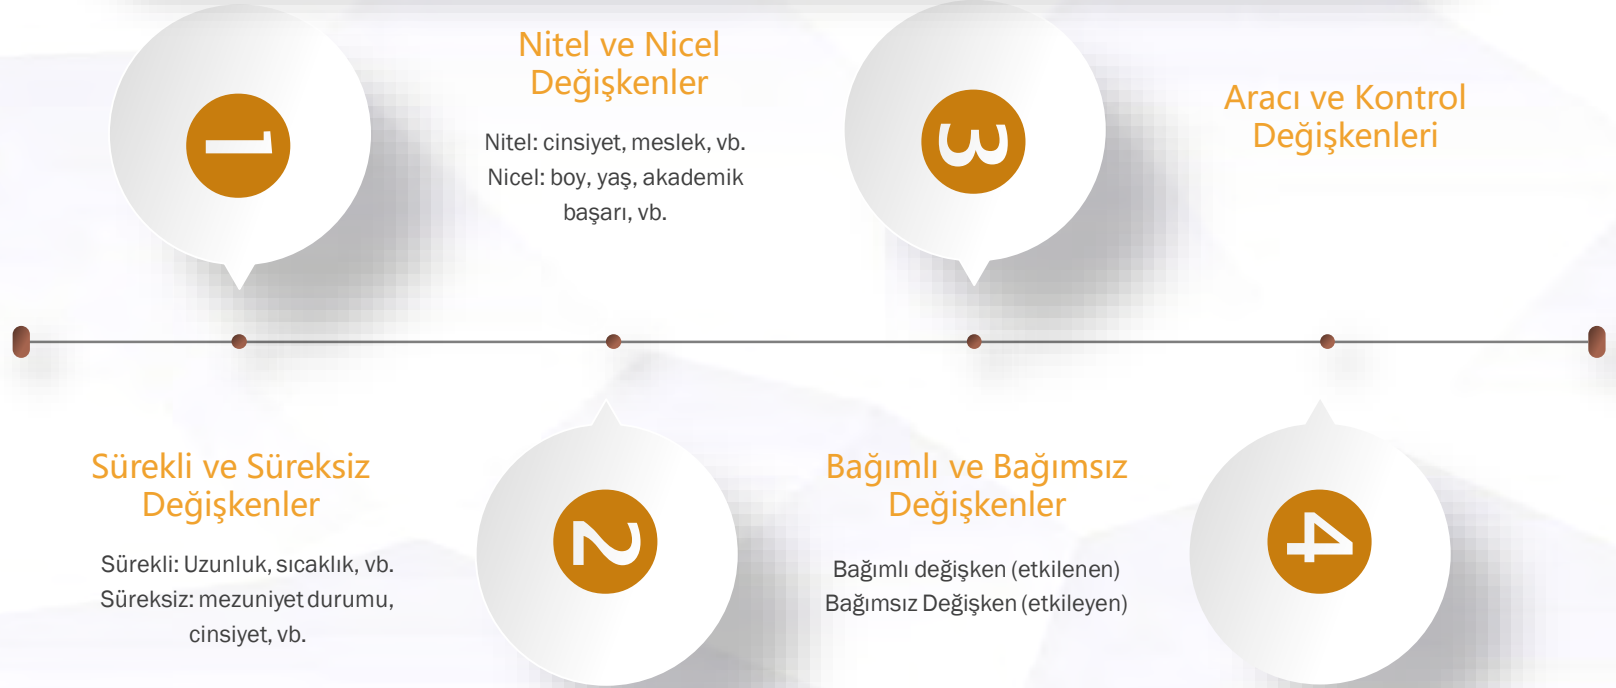 1
Sürekli ve Süreksiz
Değişkenler
Sürekli: Uzunluk, sıcaklık, vb.
Süreksiz: mezuniyet durumu,
cinsiyet, vb.
Nitel ve Nicel
Değişkenler
Nitel: cinsiyet, meslek, vb.
Nicel: boy, yaş, akademik
başarı, vb.
2
3
Bağımlı ve Bağımsız
Değişkenler
Bağımlı değişken (etkilenen)
Bağımsız Değişken (etkileyen)
Aracı ve Kontrol
Değişkenleri
4